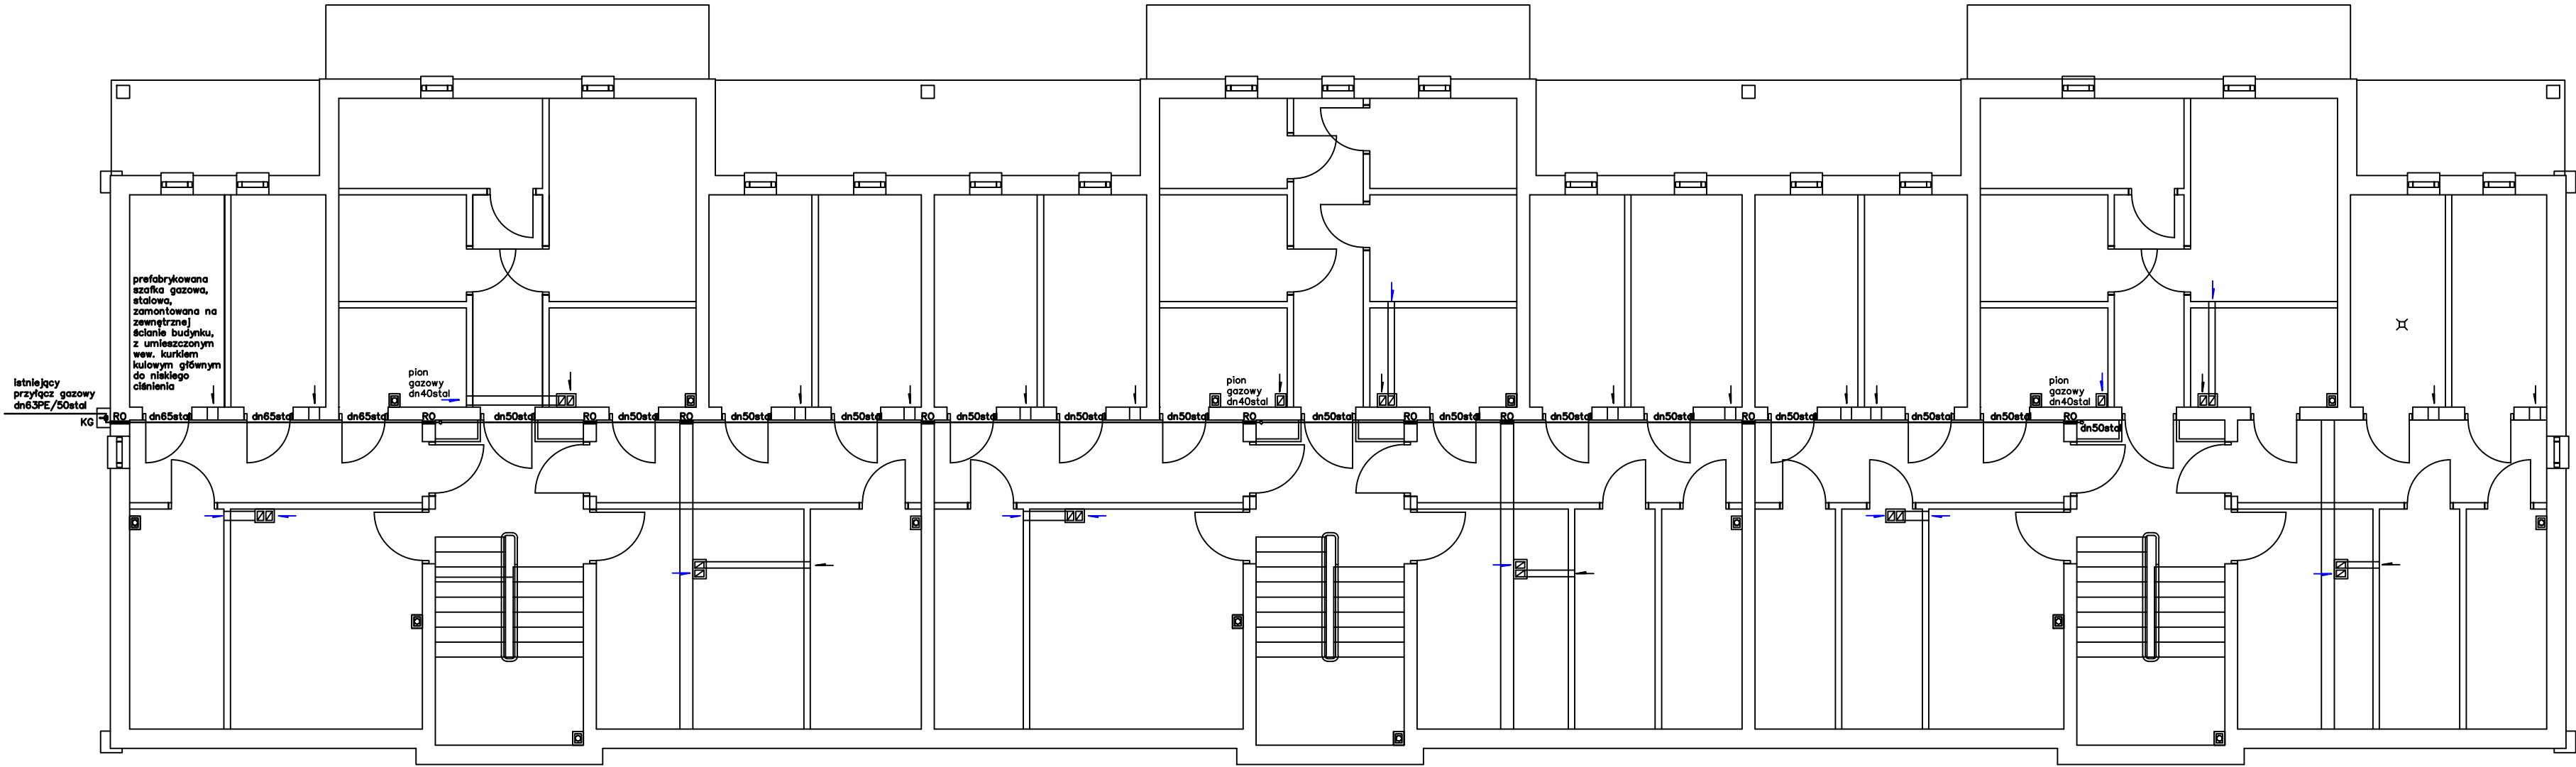 prefabrykowana
szafka gazowa,
stalowa,
zamontowana na
zewnętrznej
ścianie budynku,
z umieszczonym
wew. kurkiem
kulowym głównym
do niskiego
ciśnienia
istniejący
przyłącz gazowy
dn63PE/50stal
KG
pion
gazowy
dn40stal
pion
gazowy
dn40stal
pion
gazowy
dn40stal
RO dn65stal dn65stal dn65stal RO dn50stal RO dn50stal RO dn50stal dn50stal RO dn50stal dn50stal dn50stal RO dn50stal RO dn50stal RO dn50stal dn50stal RO dn50stal dn50stal dn50stal RO
dn50stal